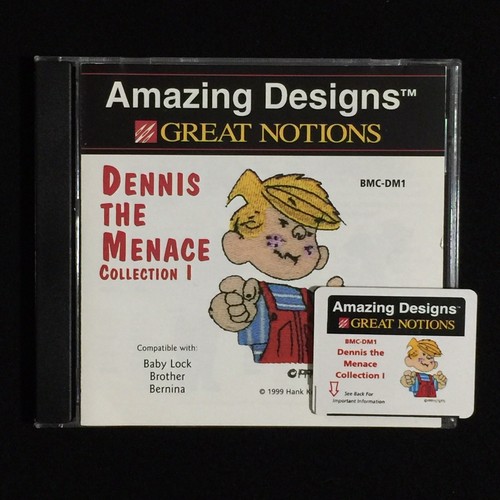 Amazing Designs™
GREAT NOTIONS
DENNIS
THE
MENACE
COLLECTION I
BMC-DM1
Compatible with:
Baby Lock
Brother
Bernina
© 1999 Hank
Amazing Designs™
GREAT NOTIONS
BMC-DM1
Dennis the
Menace
Collection I
See Back For
Important Information